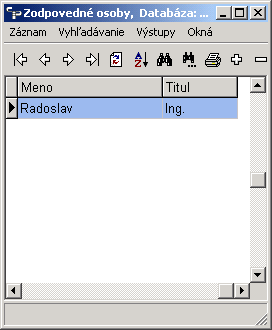 Zodpovedné osoby, Databáza: ...
Záznam Vyhľadávanie Výstupy Okná
Meno Titul
Radoslav Ing.